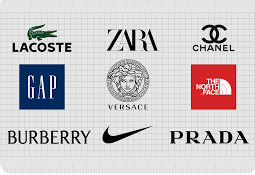 LACOSTE
ZARA
CHANEL
GAP
VERSACE
THE
NORTH
FACE
BURBERRY
PRADA